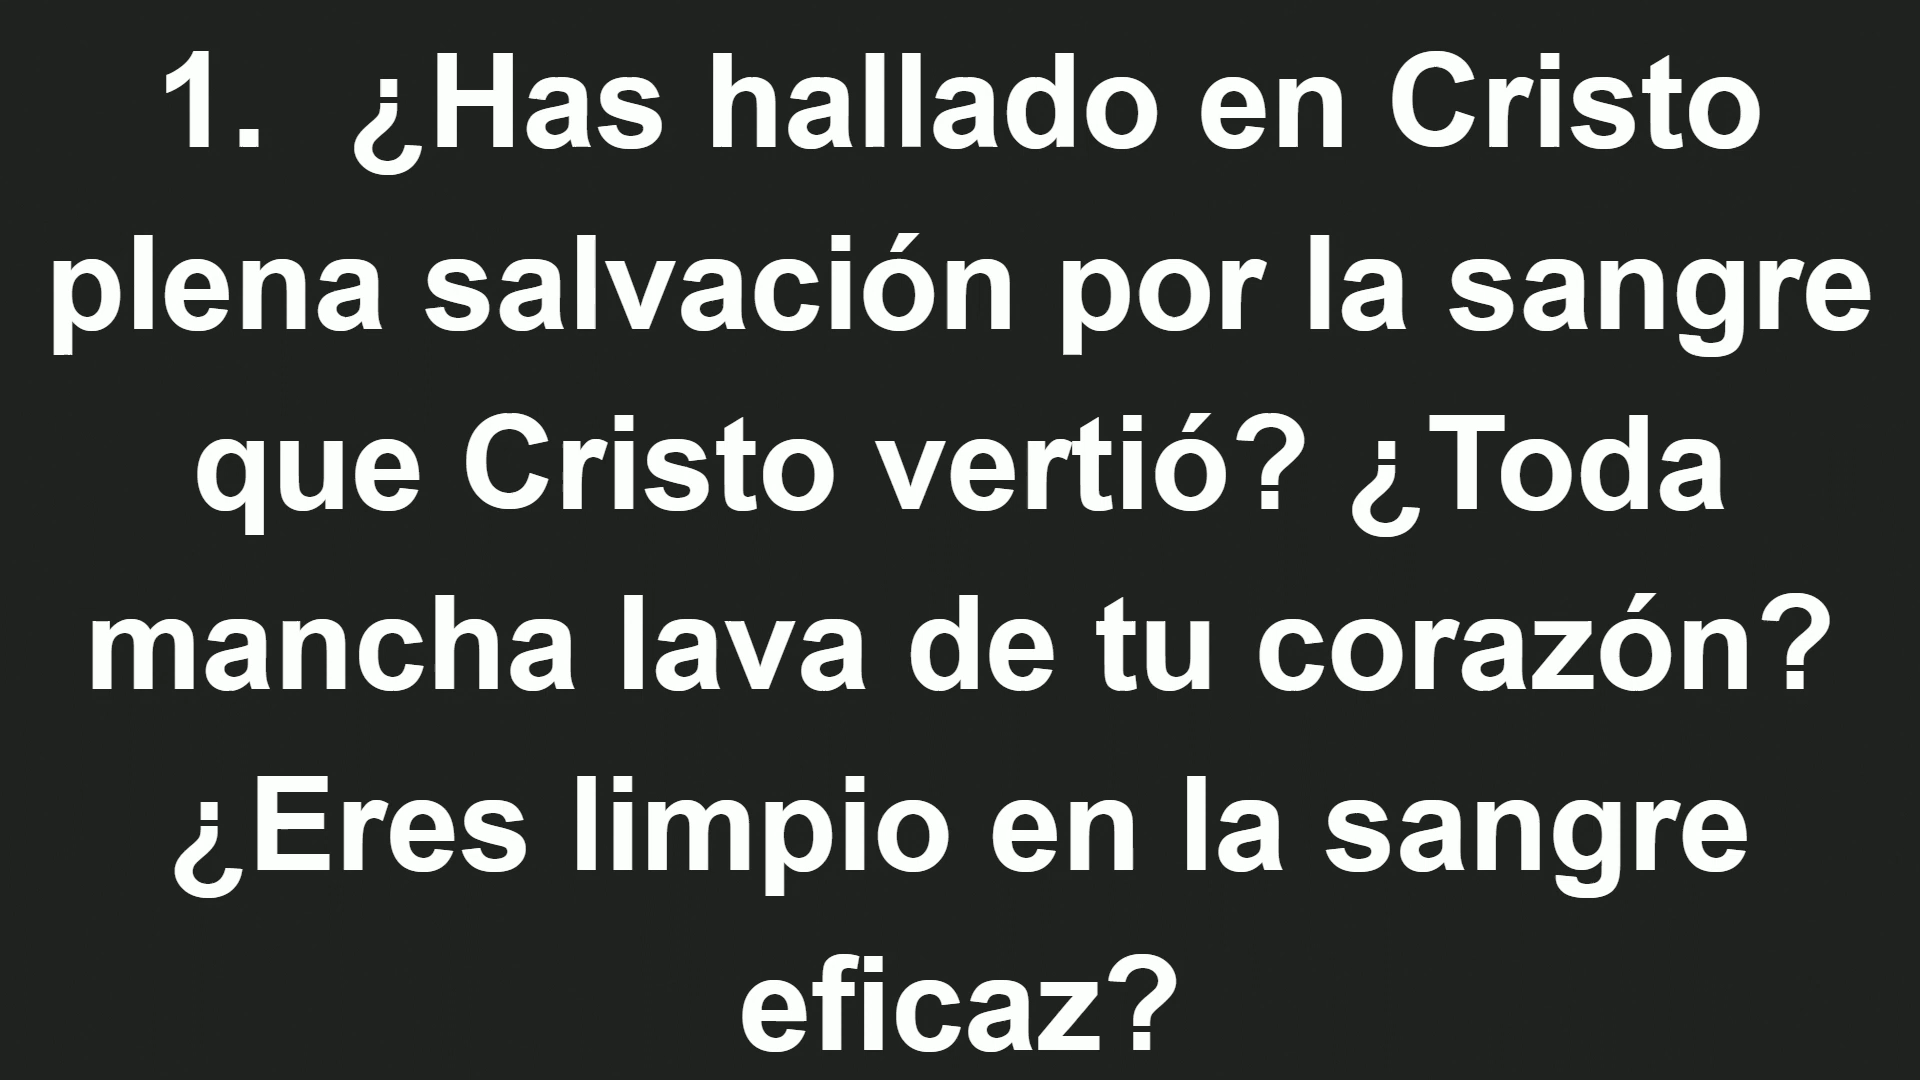 1.  ¿Has hallado en Cristo
plena salvación por la sangre
que Cristo vertió? ¿Toda
mancha lava de tu corazón?
¿Eres limpio en la sangre
eficaz?